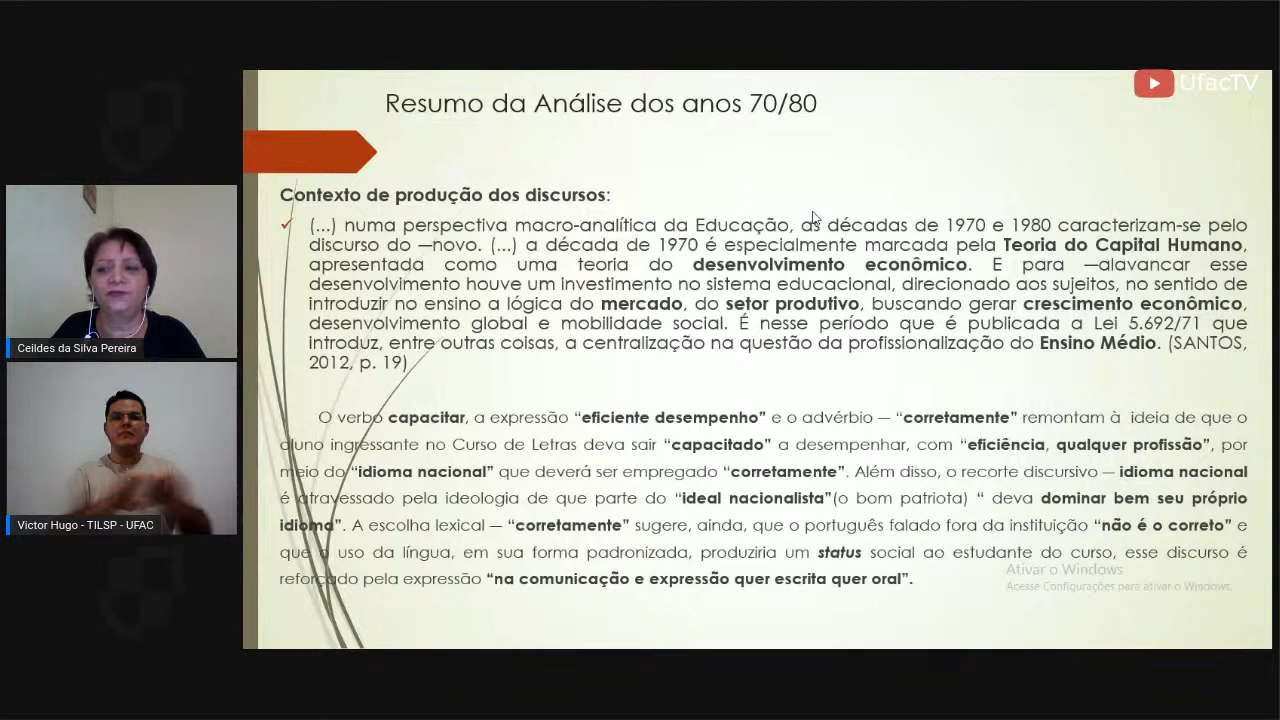 UfacTV
Resumo da Análise dos anos 70/80
Contexto de produção dos discursos:
(...) numa perspectiva macro-analítica da Educação, as décadas de 1970 e 1980 caracterizam-se pelo
discurso do ―novo. (...) a década de 1970 é especialmente marcada pela Teoria do Capital Humano,
apresentada como uma teoria do desenvolvimento econômico. E para ―alavancar esse
desenvolvimento houve um investimento no sistema educacional, direcionado aos sujeitos, no sentido de
introduzir no ensino a lógica do mercado, do setor produtivo, buscando gerar crescimento econômico,
desenvolvimento global e mobilidade social. É nesse período que é publicada a Lei 5.692/71 que
introduz, entre outras coisas, a centralização na questão da profissionalização do Ensino Médio. (SANTOS,
2012, p. 19)
O verbo capacitar, a expressão “eficiente desempenho” e o advérbio — “corretamente” remontam à ideia de que o
aluno ingressante no Curso de Letras deva sair “capacitado” a desempenhar, com “eficiência, qualquer profissão”, por
meio do “idioma nacional” que deverá ser empregado “corretamente”. Além disso, o recorte discursivo — idioma nacional
é atravessado pela ideologia de que parte do “ideal nacionalista”(o bom patriota) “ deva dominar bem seu próprio
idioma”. A escolha lexical — “corretamente” sugere, ainda, que o português falado fora da instituição “não é o correto” e
que o uso da língua, em sua forma padronizada, produziria um status social ao estudante do curso, esse discurso é
reforçado pela expressão “na comunicação e expressão quer escrita quer oral”.
Ativar o Windows
Acesse Configurações para ativar o Windows.
Ceildes da Silva Pereira
Victor Hugo - TILSP - UFAC